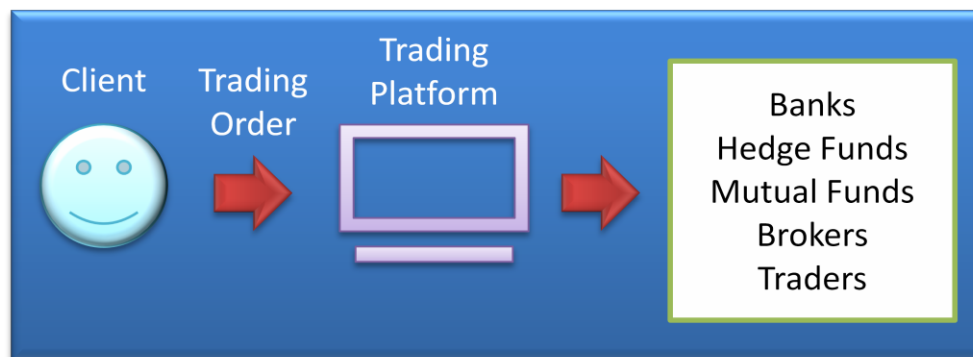 Client
Trading
Order
Trading
Platform
Banks
Hedge Funds
Mutual Funds
Brokers
Traders